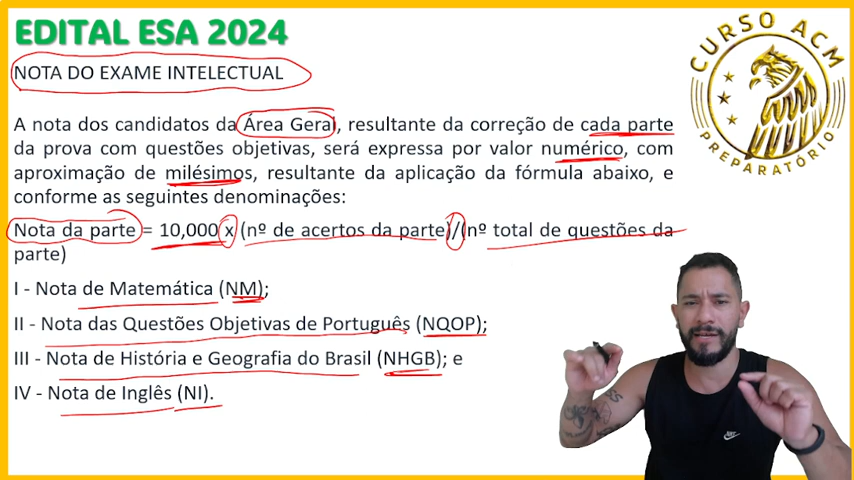 EDITAL ESA 2024
NOTA DO EXAME INTELECTUAL
A nota dos candidatos da Área Geral, resultante da correção de cada parte
da prova com questões objetivas, será expressa por valor numérico, com
aproximação de milésimos, resultante da aplicação da fórmula abaixo, e
conforme as seguintes denominações:
Nota da parte = 10,000 x (nº de acertos da parte)/(nº total de questões da
parte)
I - Nota de Matemática (NM);
II - Nota das Questões Objetivas de Português (NQOP);
III - Nota de História e Geografia do Brasil (NHGB); e
IV - Nota de Inglês (NI).
CURSO ACM
PREPARATÓRIO